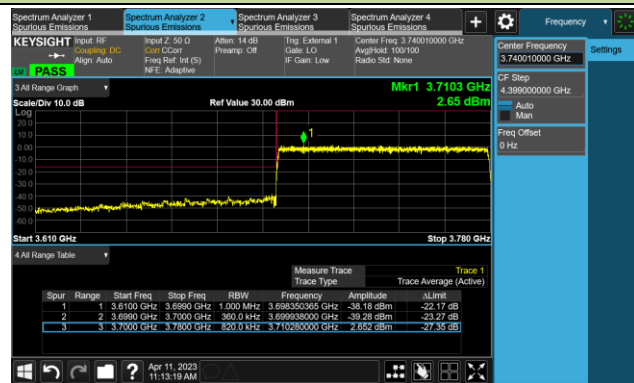 Spectrum Analyzer 1
Spurious Emissions
Spectrum Analyzer 2
Spurious Emissions
Spectrum Analyzer 3
Spurious Emissions
Spectrum Analyzer 4
Spurious Emissions
Frequency
KEYSIGHT
Input: RF
Coupling: DC
Align: Auto
Input Z: 50 Ω
Corr CCorr
Freq Ref: Int (S)
NFE: Adaptive
Atten: 14 dB
Preamp: Off
Trig: External 1
Gate: LO
IF Gain: Low
Center Freq: 3.740010000 GHz
Avg|Hold: 100/100
Radio Std: None
PASS
Center Frequency
3.740010000 GHz
Settings
CF Step
4.399000000 GHz
Auto
Man
Freq Offset
0 Hz
3 All Range Graph
Mkr1 3.7103 GHz
Scale/Div 10.0 dB
Ref Value 30.00 dBm
2.65 dBm
Log
20.0
10.0
0.00
-10.0
-20.0
-30.0
-40.0
-50.0
-60.0
1
Start 3.610 GHz
Stop 3.780 GHz
4 All Range Table
Measure Trace
Trace 1
Trace Type
Trace Average (Active)
Spur Range Start Freq Stop Freq RBW Frequency Amplitude ΔLimit
1 1 3.6100 GHz 3.6990 GHz 1.000 MHz 3.698350365 GHz -38.18 dBm -22.17 dB
2 2 3.6990 GHz 3.7000 GHz 360.0 kHz 3.699938000 GHz -39.28 dBm -23.27 dB
3 3 3.7000 GHz 3.7800 GHz 820.0 kHz 3.710280000 GHz 2.652 dBm -27.35 dB
?
Apr 11, 2023
11:13:19 AM